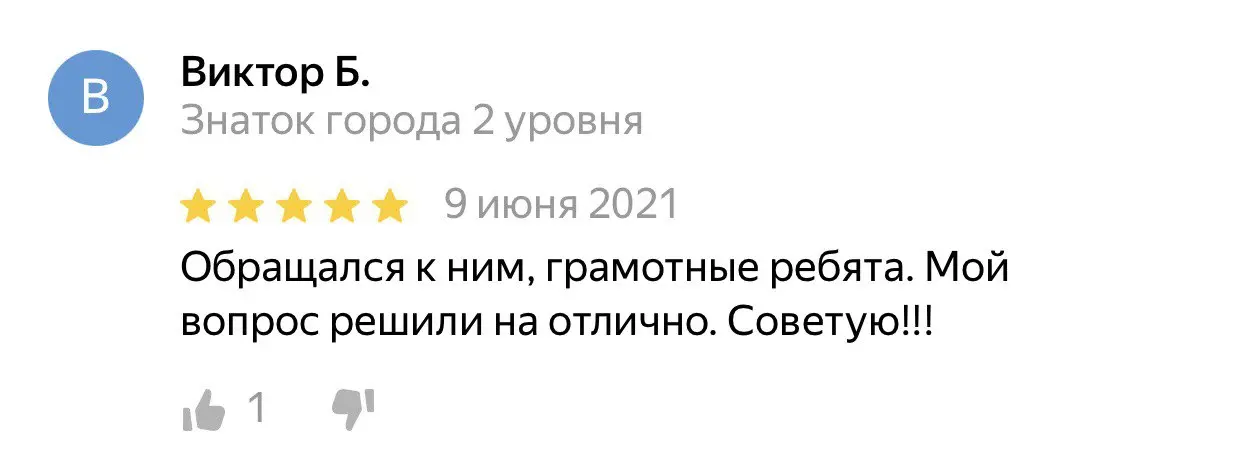 В
Виктор Б.
Знаток города 2 уровня
9 июня 2021
Обращался к ним, грамотные ребята. Мой
вопрос решили на отлично. Советую!!!
1